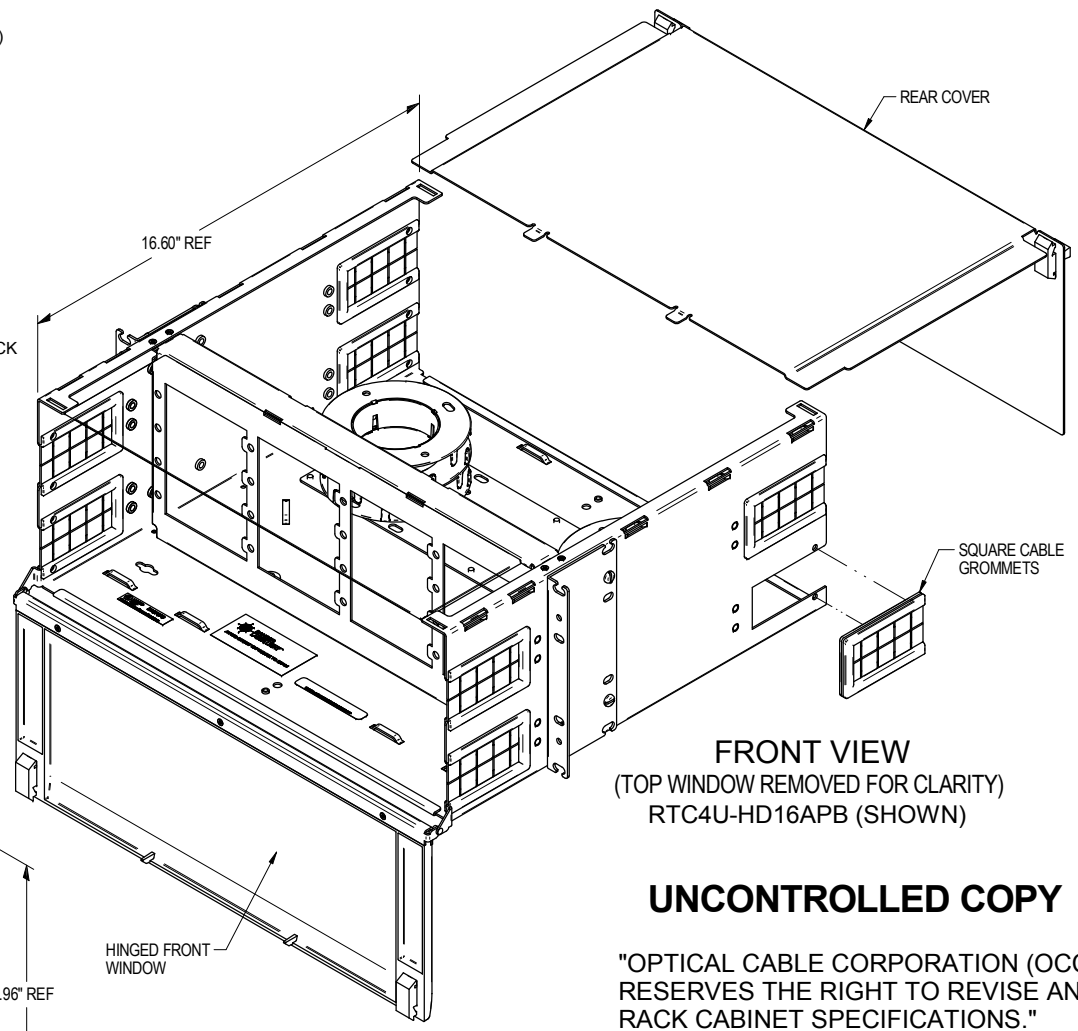 )
REAR COVER
16.60" REF
CK
SQUARE CABLE
GROMMETS
FRONT VIEW
(TOP WINDOW REMOVED FOR CLARITY)
RTC4U-HD16APB (SHOWN)
UNCONTROLLED COPY
HINGED FRONT
WINDOW
.96" REF
"OPTICAL CABLE CORPORATION (OCC
RESERVES THE RIGHT TO REVISE AN
RACK CABINET SPECIFICATIONS."